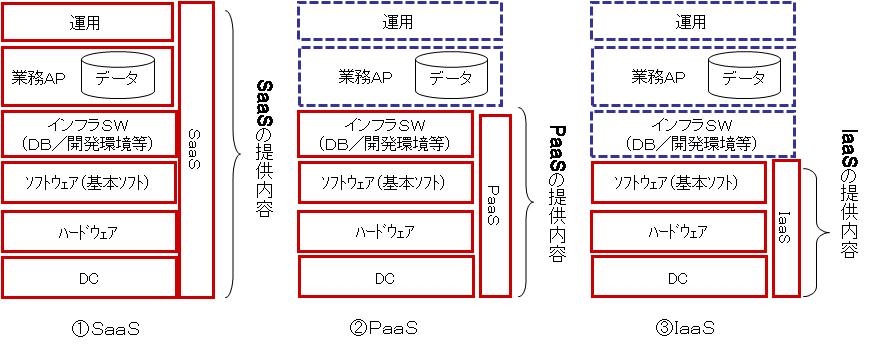 運用
業務AP
データ
インフラSW
(DB/開発環境等)
ソフトウェア(基本ソフト)
ハードウェア
DC
SaaS
SaaSの提供内容
①SaaS
運用
業務AP
データ
インフラSW
(DB/開発環境等)
ソフトウェア(基本ソフト)
ハードウェア
DC
PaaS
PaaSの提供内容
②PaaS
運用
業務AP
データ
インフラSW
(DB/開発環境等)
ソフトウェア(基本ソフト)
ハードウェア
DC
IaaS
IaaSの提供内容
③IaaS